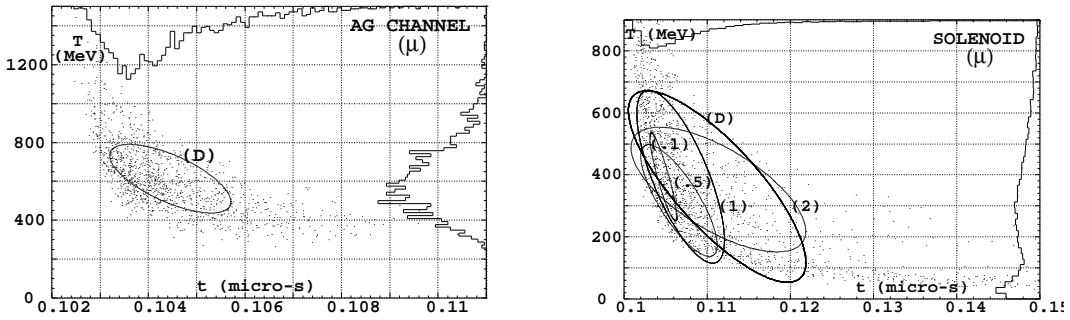 AG CHANNEL
(μ)
T
(MeV)
1200
800
400
0
(D)
t (micro-s)
0.102
0.104
0.106
0.108
0.11
SOLENOID
(μ)
T (MeV)
800
600
400
200
0
(D)
(.1)
(.5)
(1)
(2)
t (micro-s)
0.1
0.11
0.12
0.13
0.14